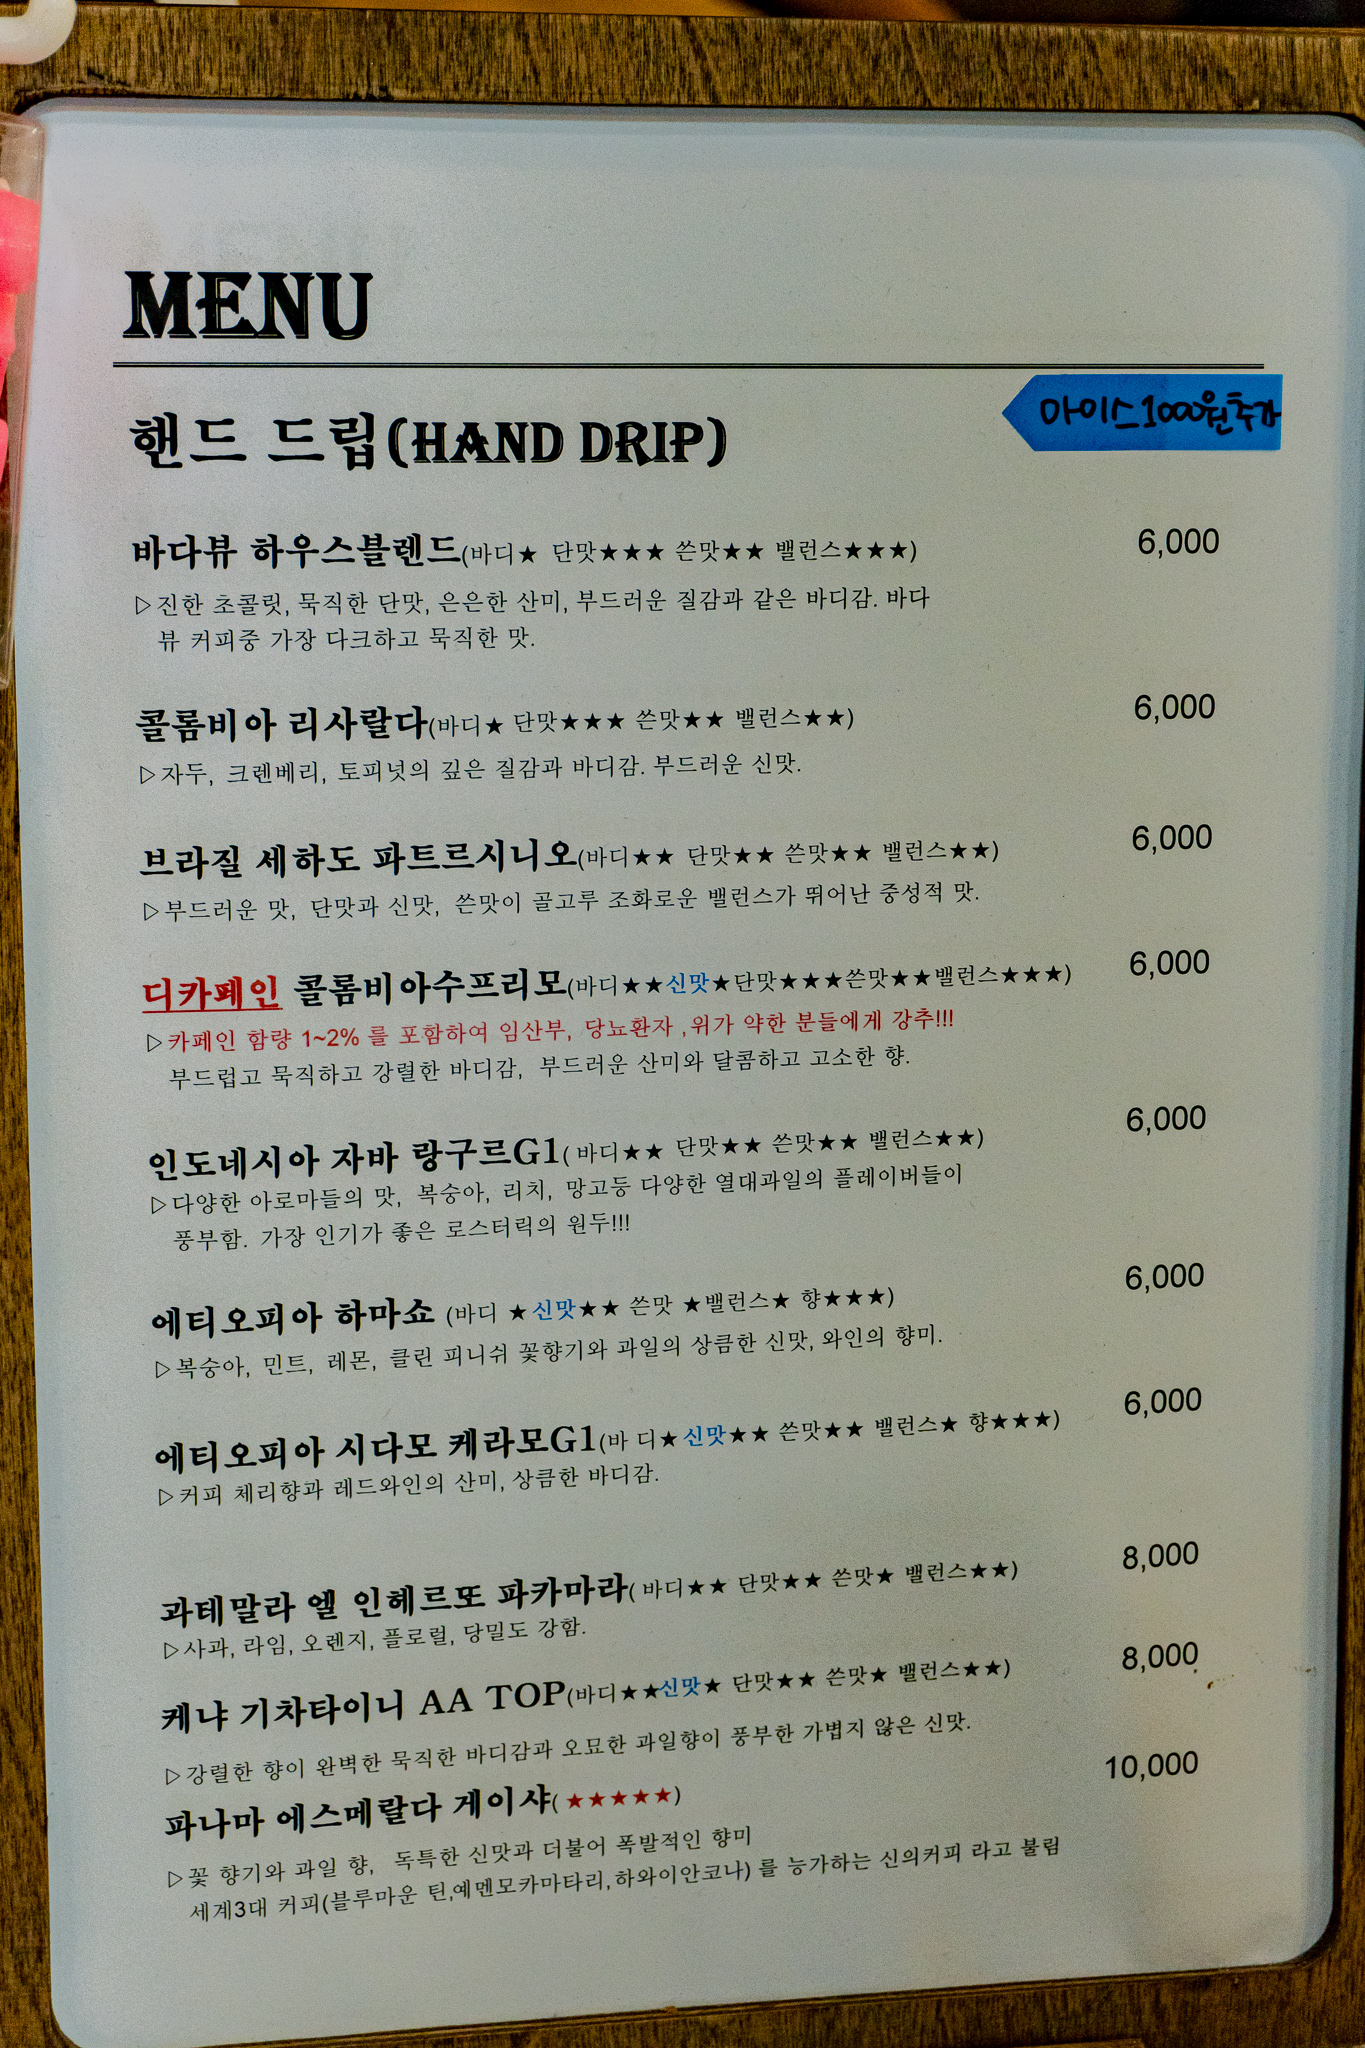 MENU
핸드 드립(HAND DRIP)
아이스 1000원 추가
바다뷰 하우스블렌드(바디★ 단맛★★★ 쓴맛★★ 밸런스★★★) 6,000
▷진한 초콜릿, 묵직한 단맛, 은은한 산미, 부드러운 질감과 같은 바디감. 바다
뷰 커피중 가장 다크하고 묵직한 맛.
콜롬비아 리사랄다(바디★ 단맛★★★ 쓴맛★★ 밸런스★★) 6,000
▷자두, 크렌베리, 토피넛의 깊은 질감과 바디감. 부드러운 신맛.
브라질 세하도 파트르시니오(바디★★ 단맛★★ 쓴맛★★ 밸런스★★) 6,000
▷부드러운 맛, 단맛과 신맛, 쓴맛이 골고루 조화로운 밸런스가 뛰어난 중성적 맛.
디카페인 콜롬비아수프리모(바디★★신맛★단맛★★★쓴맛★★밸런스★★★) 6,000
▷카페인 함량 1~2% 를 포함하여 임산부, 당뇨환자 ,위가 약한 분들에게 강추!!!
부드럽고 묵직하고 강렬한 바디감, 부드러운 산미와 달콤하고 고소한 향.
인도네시아 자바 랑구르G1( 바디★★ 단맛★★ 쓴맛★★ 밸런스★★) 6,000
▷다양한 아로마들의 맛, 복숭아, 리치, 망고등 다양한 열대과일의 플레이버들이
풍부함. 가장 인기가 좋은 로스터릭의 원두!!!
에티오피아 하마쇼 (바디 ★신맛★★ 쓴맛 ★밸런스★ 향★★★) 6,000
▷복숭아, 민트, 레몬, 클린 피니쉬 꽃향기와 과일의 상큼한 신맛, 와인의 향미.
에티오피아 시다모 케라모G1(바 디★신맛★★ 쓴맛★★ 밸런스★ 향★★★) 6,000
▷커피 체리향과 레드와인의 산미, 상큼한 바디감.
과테말라 엘 인헤르또 파카마라( 바디★★ 단맛★★ 쓴맛★ 밸런스★★) 8,000
▷사과, 라임, 오렌지, 플로럴, 당밀도 강함.
케냐 기차타이니 AA TOP(바디★★신맛★ 단맛★★ 쓴맛★ 밸런스★★) 8,000
▷강렬한 향이 완벽한 묵직한 바디감과 오묘한 과일향이 풍부한 가볍지 않은 신맛.
파나마 에스메랄다 게이샤( ★★★★★) 10,000
▷꽃 향기와 과일 향, 독특한 신맛과 더불어 폭발적인 향미
세계3대 커피(블루마운 틴,예멘모카마타리,하와이안코나) 를 능가하는 신의커피 라고 불림